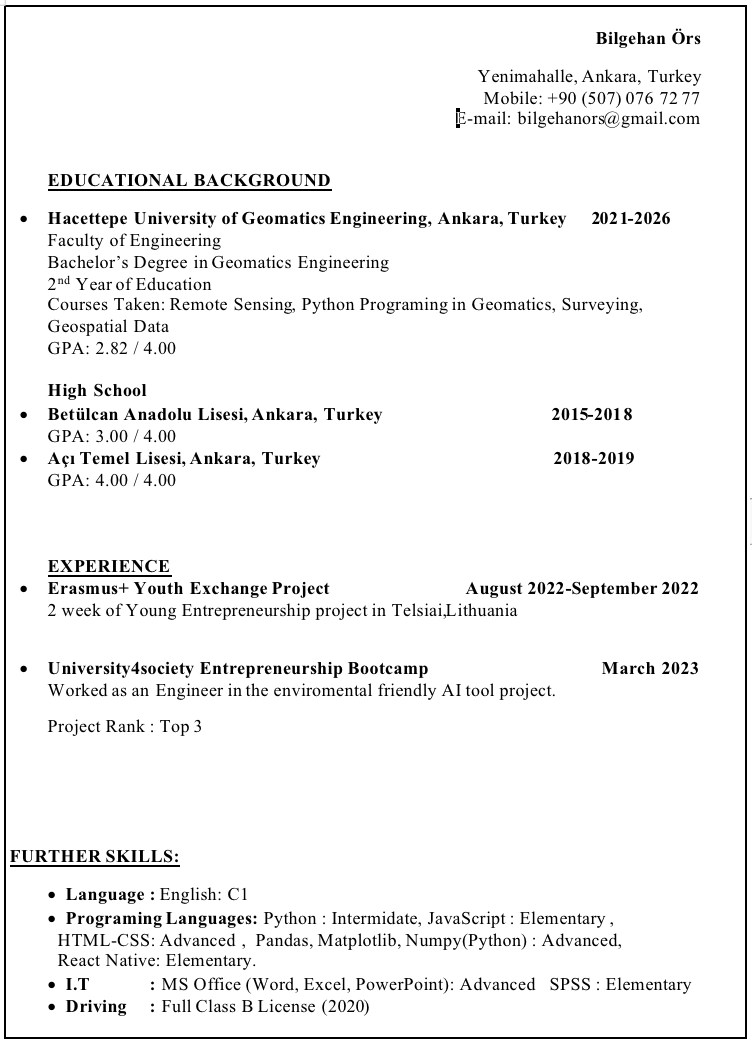 Bilgehan Örs
Yenimahalle, Ankara, Turkey
Mobile: +90 (507) 076 72 77
E-mail: bilgehanors@gmail.com
EDUCATIONAL BACKGROUND
• Hacettepe University of Geomatics Engineering, Ankara, Turkey 2021-2026
Faculty of Engineering
Bachelor’s Degree in Geomatics Engineering
2nd Year of Education
Courses Taken: Remote Sensing, Python Programing in Geomatics, Surveying,
Geospatial Data
GPA: 2.82 / 4.00
High School
• Betülcan Anadolu Lisesi, Ankara, Turkey 2015-2018
GPA: 3.00 / 4.00
• Açı Temel Lisesi, Ankara, Turkey 2018-2019
GPA: 4.00 / 4.00
EXPERIENCE
• Erasmus+ Youth Exchange Project August 2022-September 2022
2 week of Young Entrepreneurship project in Telsiai,Lithuania
• University4society Entrepreneurship Bootcamp March 2023
Worked as an Engineer in the enviromental friendly AI tool project.
Project Rank : Top 3
FURTHER SKILLS:
• Language : English: C1
• Programing Languages: Python : Intermidate, JavaScript : Elementary ,
HTML-CSS: Advanced , Pandas, Matplotlib, Numpy(Python) : Advanced,
React Native: Elementary.
• I.T : MS Office (Word, Excel, PowerPoint): Advanced SPSS : Elementary
• Driving : Full Class B License (2020)